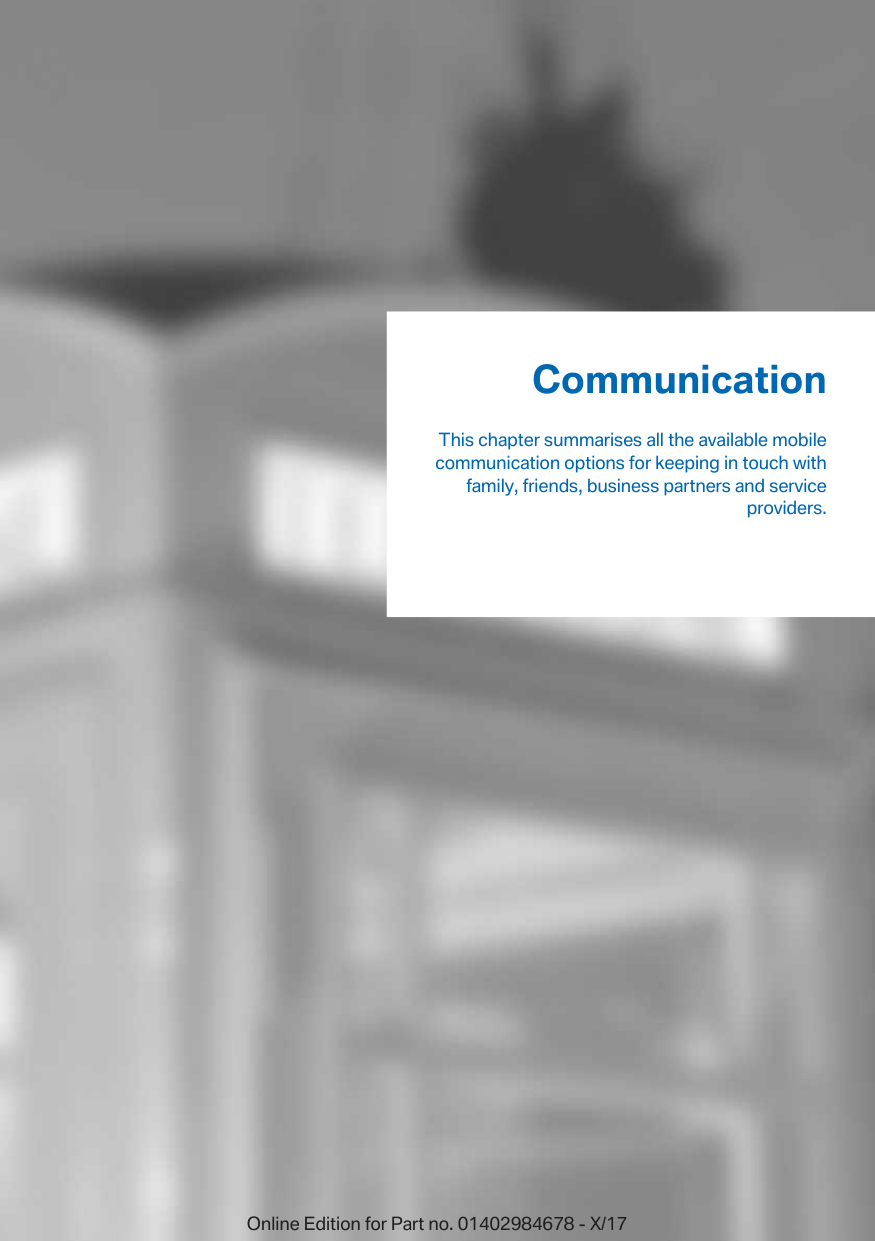 Communication
This chapter summarises all the available mobile
communication options for keeping in touch with
family, friends, business partners and service
providers.
Online Edition for Part no. 01402984678 - X/17